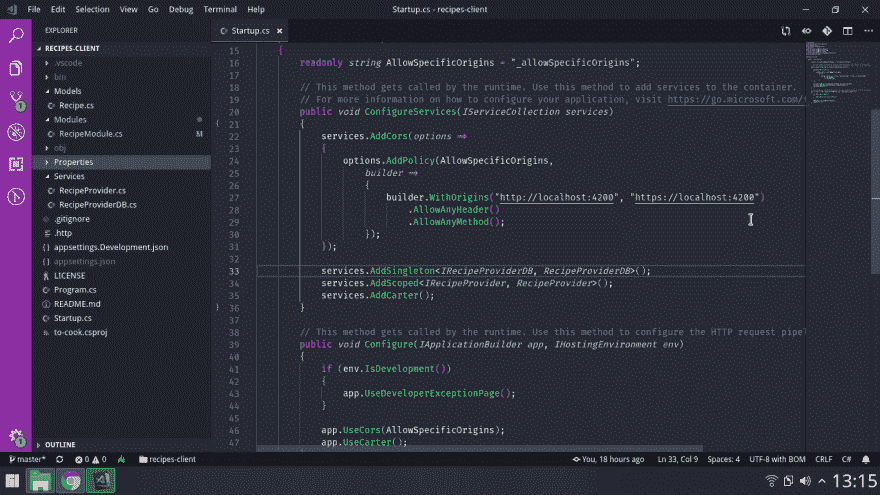 File Edit Selection View Go Debug Terminal Help
Startup.cs - recipes-client
EXPLORER
RECIPES-CLIENT
.vscode
bin
Models
Recipe.cs
Modules
RecipeModule.cs M
obj
Properties
Services
RecipeProvider.cs
RecipeProviderDB.cs
.gitignore
.http
appsettings.Development.json
appsettings.json
LICENSE
Program.cs
README.md
Startup.cs
to-cook.csproj
OUTLINE
1
1
Startup.cs
15 {
16 readonly string AllowSpecificOrigins = "_allowSpecificOrigins";
17
18 // This method gets called by the runtime. Use this method to add services to the container.
19 // For more information on how to configure your application, visit https://go.microsoft.com/
20 public void ConfigureServices(IServiceCollection services)
21 {
22 services.AddCors(options =>
23 {
24 options.AddPolicy(AllowSpecificOrigins,
25 builder =>
26 {
27 builder.WithOrigins("http://localhost:4200", "https://localhost:4200")
28 .AllowAnyHeader()
29 .AllowAnyMethod();
30 });
31 });
32
33 services.AddSingleton<IRecipeProviderDB, RecipeProviderDB>();
34 services.AddScoped<IRecipeProvider, RecipeProvider>();
35 services.AddCarter();
36 }
37
38 // This method gets called by the runtime. Use this method to configure the HTTP request pipel
39 public void Configure(IApplicationBuilder app, IHostingEnvironment env)
40 {
41 if (env.IsDevelopment())
42 {
43 app.UseDeveloperExceptionPage();
44 }
45
46 app.UseCors(AllowSpecificOrigins);
47 app.UseCarter();
master* 0 0 recipes-client You, 18 hours ago Ln 33, Col 9 Spaces: 4 UTF-8 with BOM CRLF C#
13:15